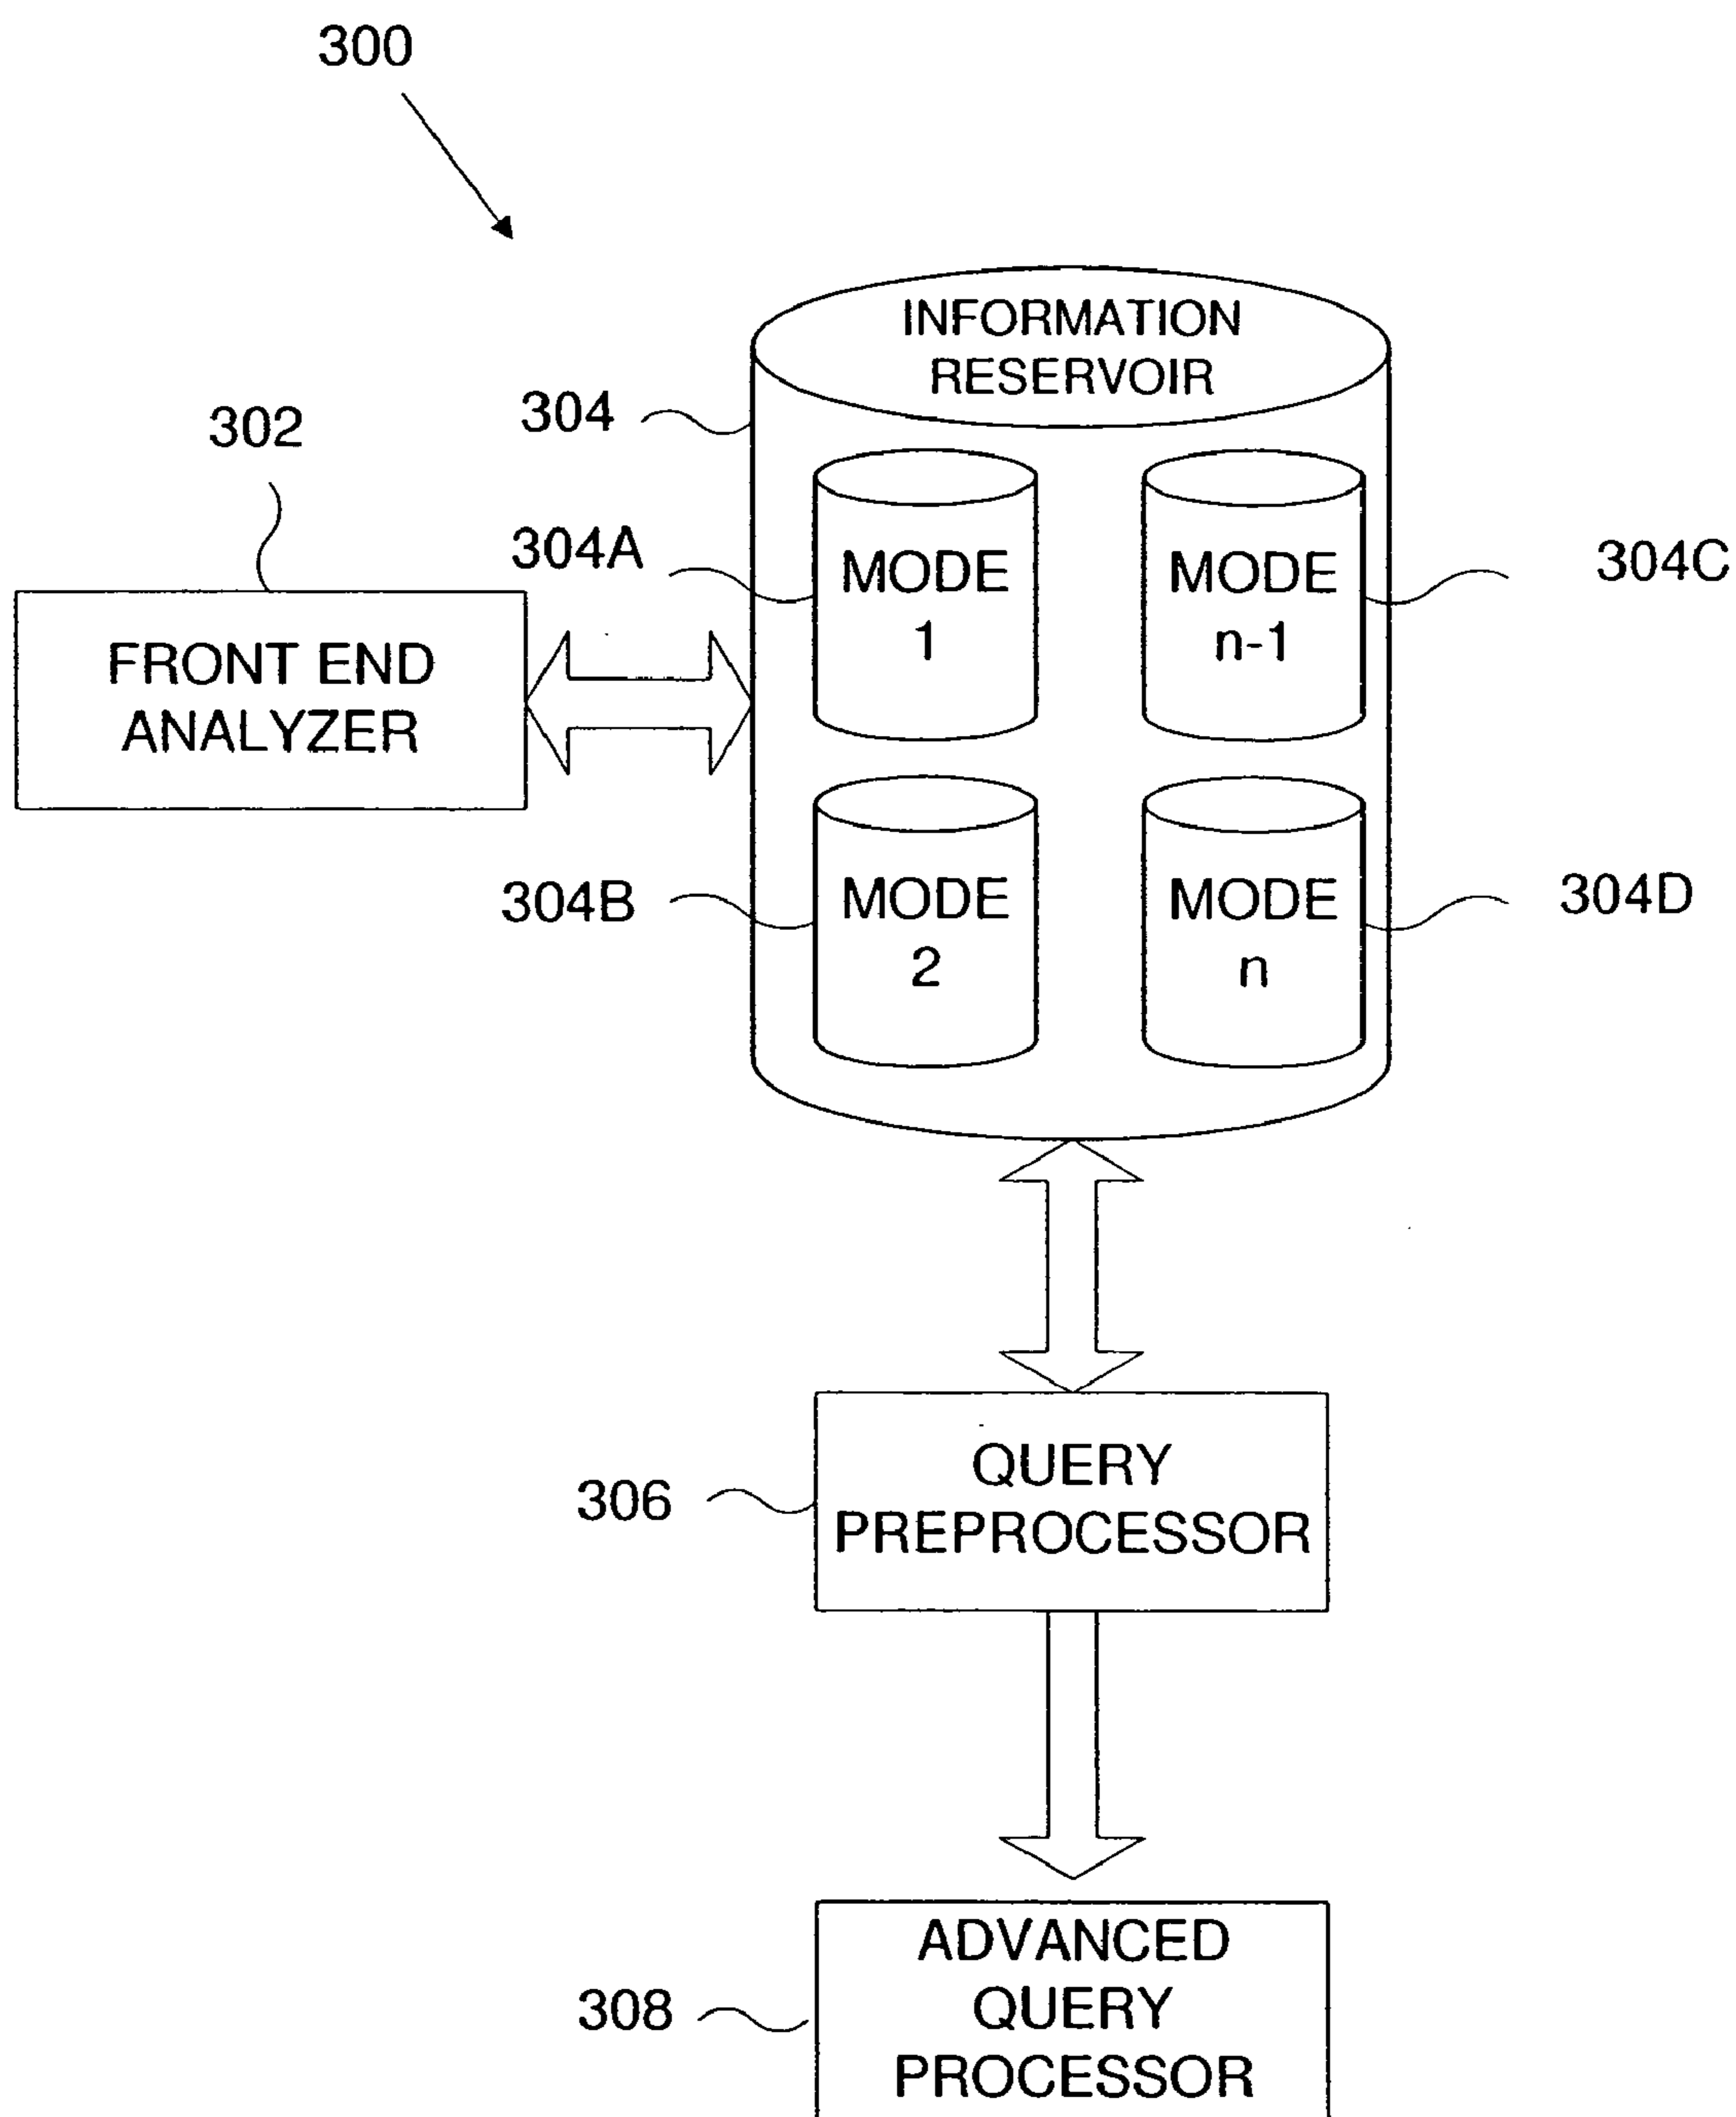 300
INFORMATION
RESERVOIR
304
302
304A
MODE
1
MODE
n-1
304C
FRONT END
ANALYZER
304B
MODE
2
MODE
n
304D
QUERY
PREPROCESSOR
306
ADVANCED
QUERY
PROCESSOR
308